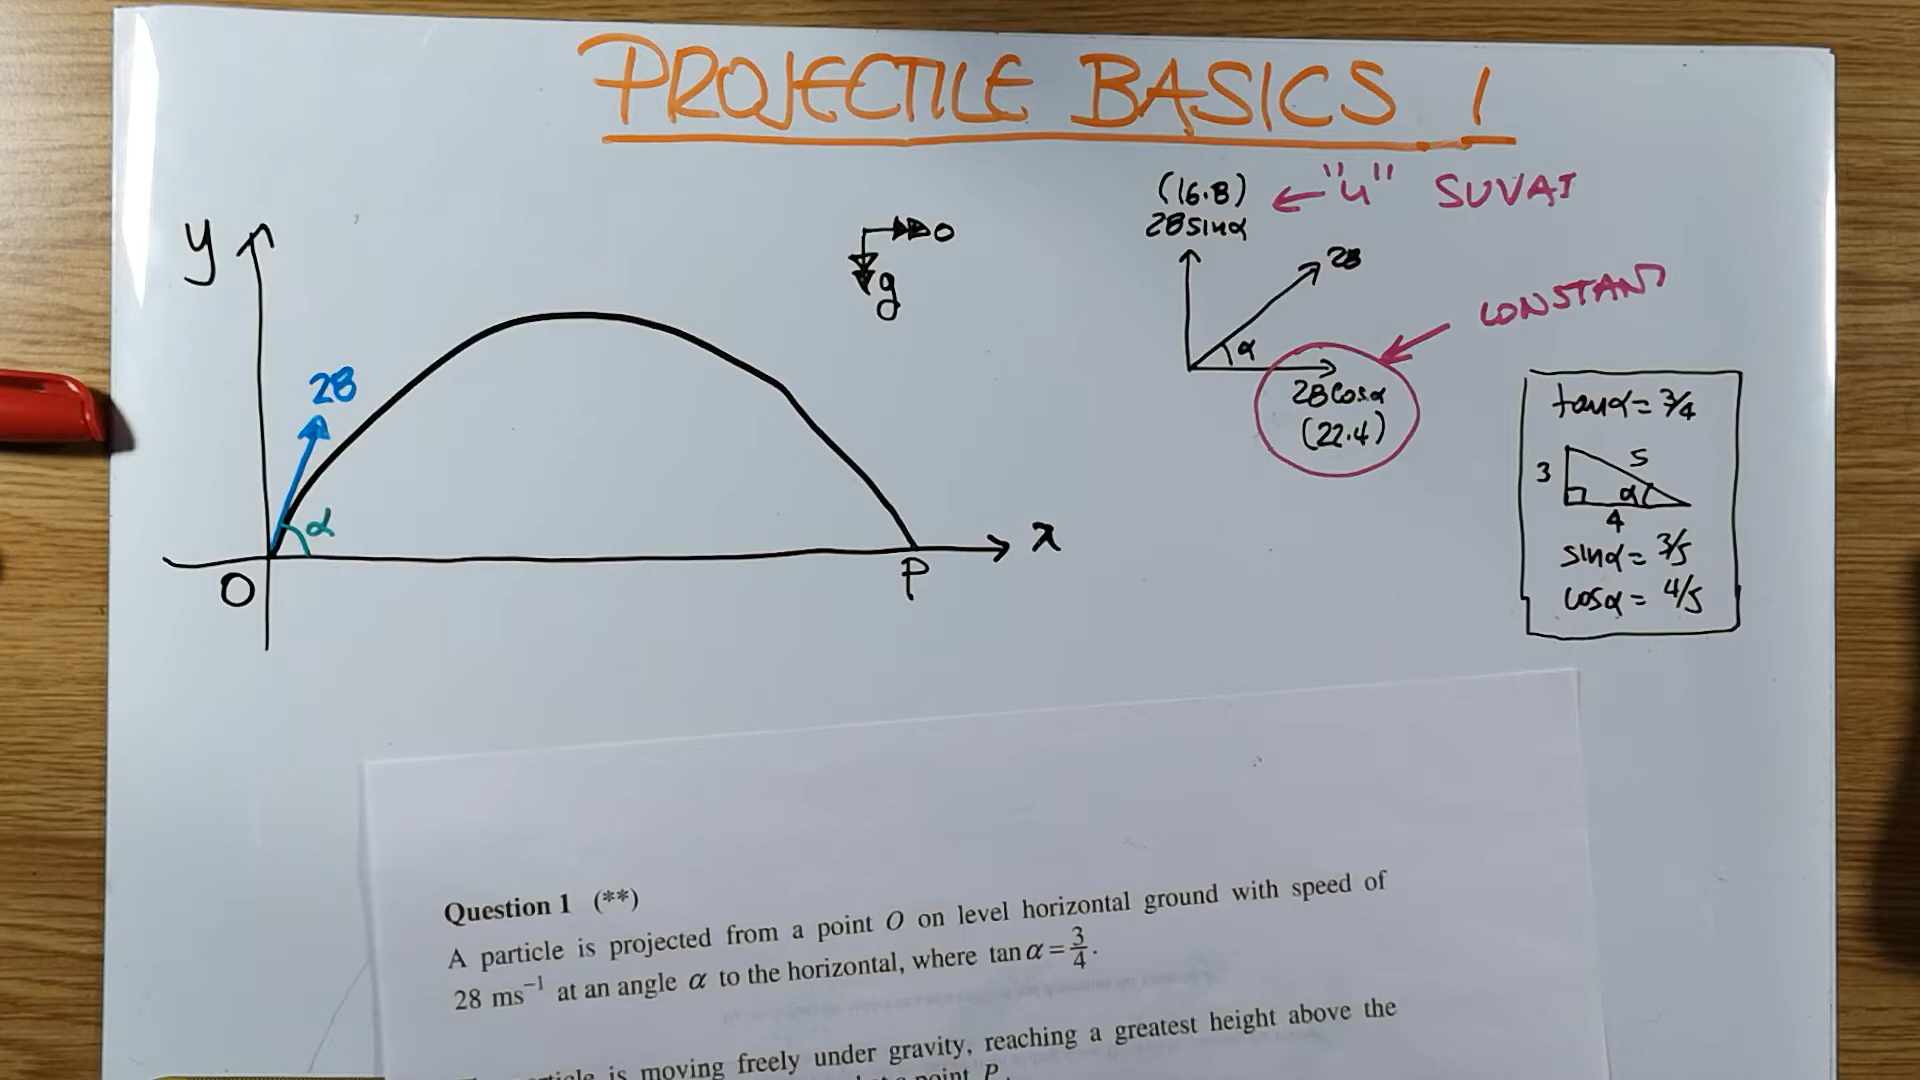 PROJECTILE BASICS 1
y
28
α
O
P
x
0
g
(16.8) ← "u" SUVAT
28sinα
28
α
CONSTANT
28cosα
(22.4)
tanα = 3/4
3
5
α
4
sinα = 3/5
cosα = 4/5
Question 1 (**)
A particle is projected from a point O on level horizontal ground with speed of
28 ms⁻¹ at an angle α to the horizontal, where tan α = 3/4.
is moving freely under gravity, reaching a greatest height above the
point P.